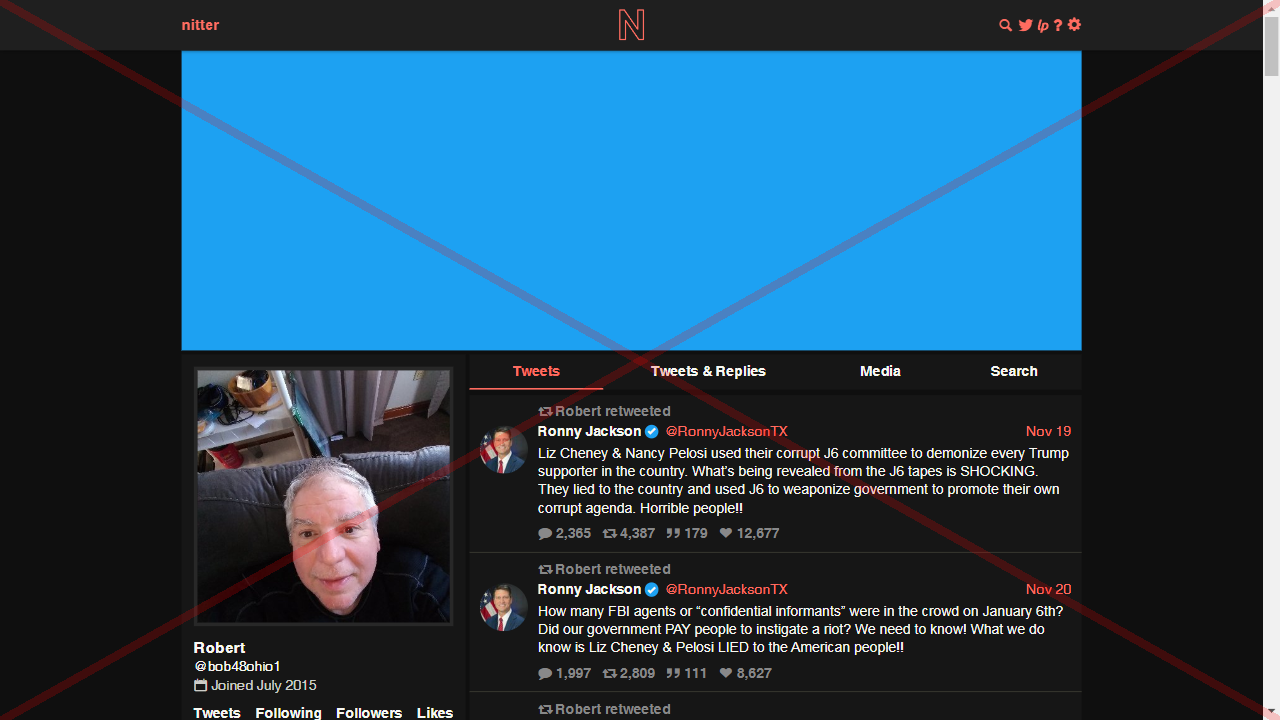 nitter
N
lp ?
Tweets
Tweets & Replies
Media
Search
Robert retweeted
Ronny Jackson
@RonnyJacksonTX
Nov 19
Liz Cheney & Nancy Pelosi used their corrupt J6 committee to demonize every Trump
supporter in the country. What's being revealed from the J6 tapes is SHOCKING.
They lied to the country and used J6 to weaponize government to promote their own
corrupt agenda. Horrible people!!
2,365 4,387 179 12,677
Robert retweeted
Ronny Jackson
@RonnyJacksonTX
Nov 20
How many FBI agents or “confidential informants” were in the crowd on January 6th?
Did our government PAY people to instigate a riot? We need to know! What we do
know is Liz Cheney & Pelosi LIED to the American people!!
1,997 2,809 111 8,627
Robert retweeted
Robert
@bob48ohio1
Joined July 2015
Tweets Following Followers Likes